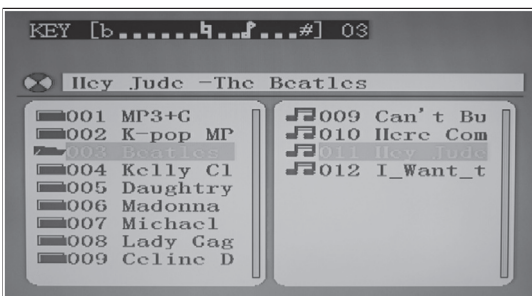 KEY [b ♮ ♪ #] 03
Hey Jude -The Beatles
001 MP3+G
002 K-pop MP
003 Beatles
004 Kelly Cl
005 Daughtry
006 Madonna
007 Michael
008 Lady Gag
009 Celine D
009 Can't Bu
010 Here Com
011 Hey Jude
012 I_Want_t